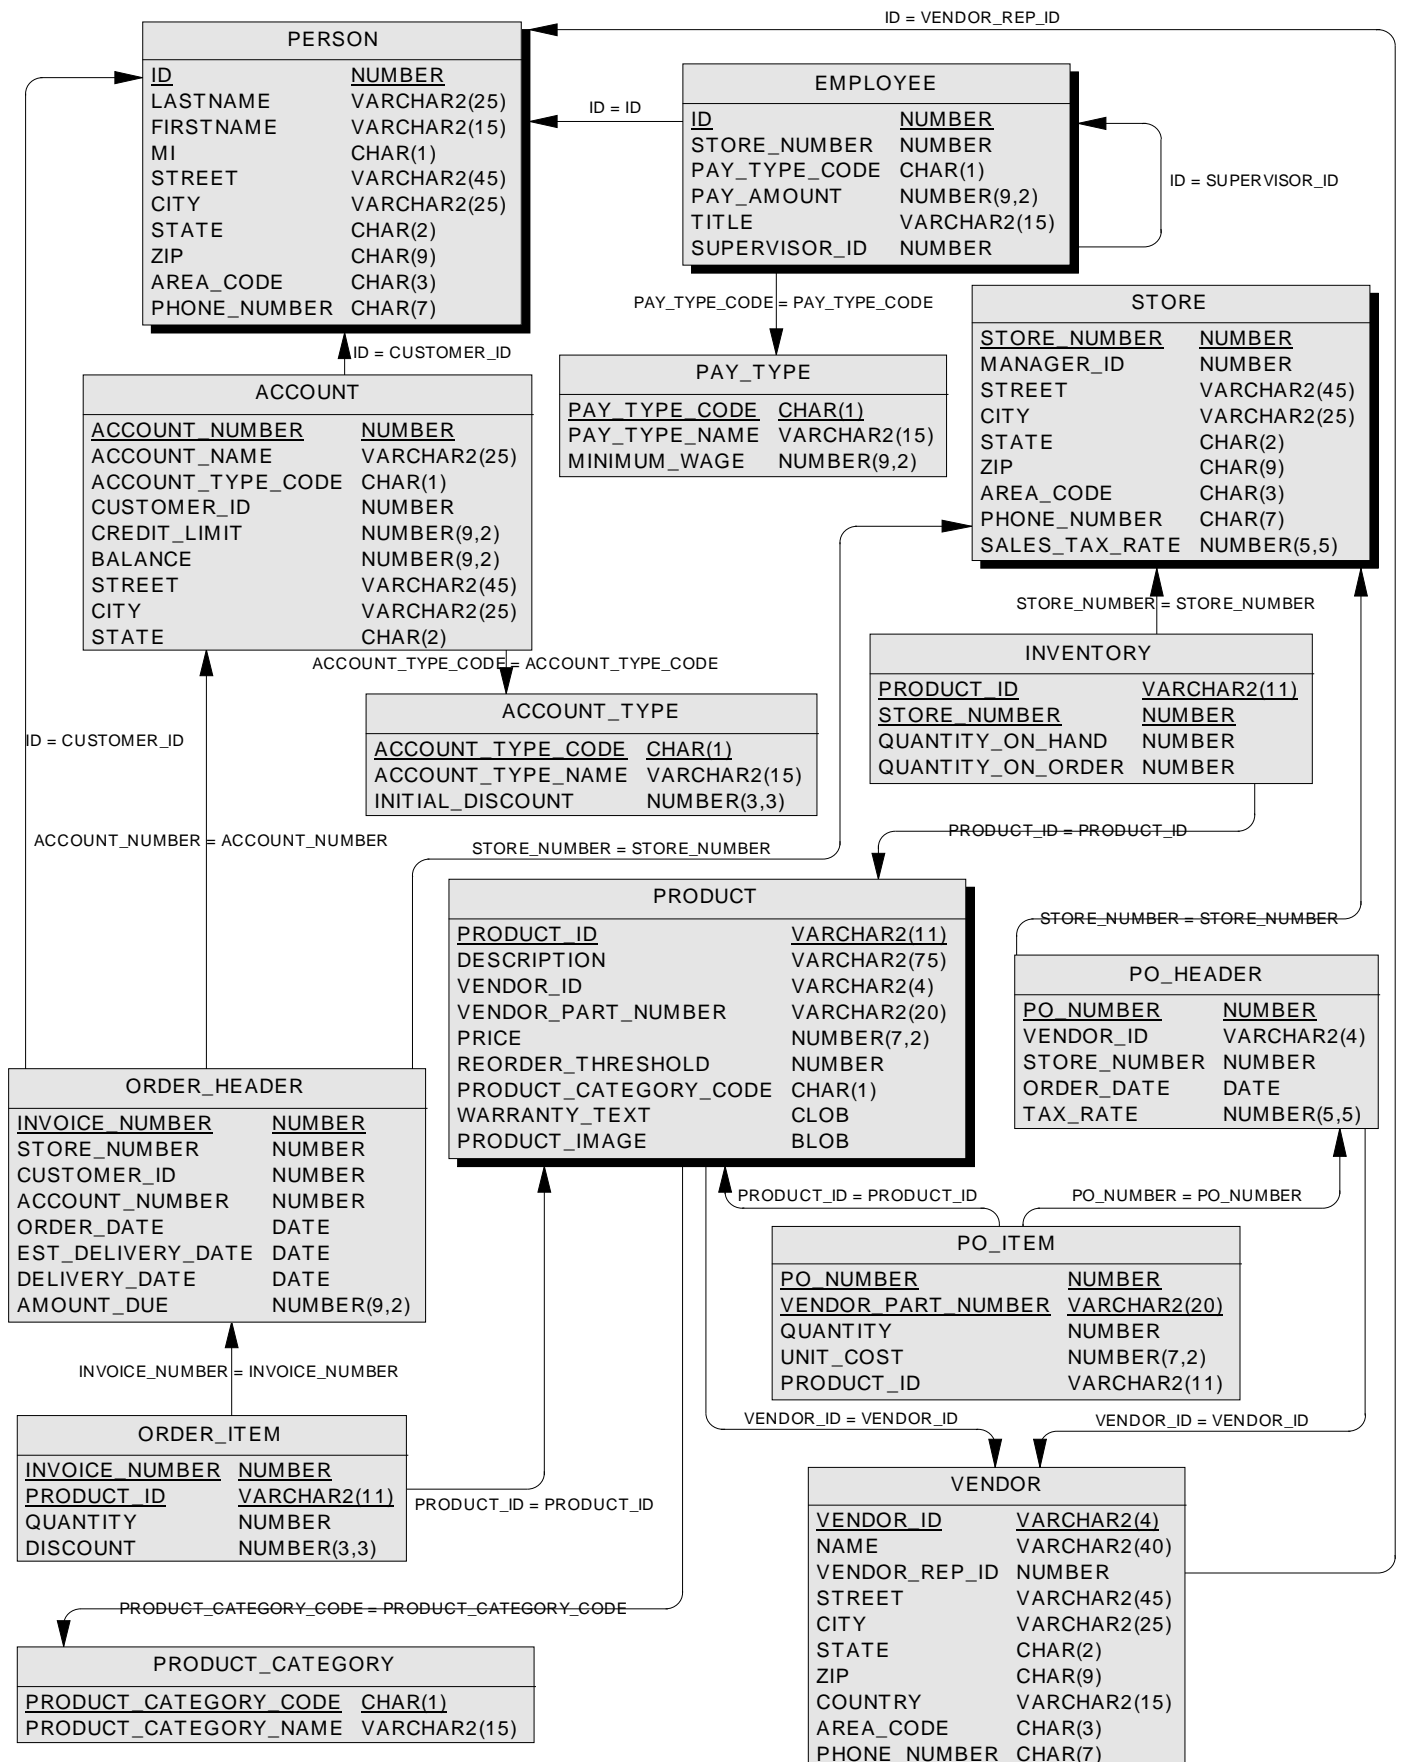 ID = VENDOR_REP_ID
PERSON
ID NUMBER
LASTNAME VARCHAR2(25)
FIRSTNAME VARCHAR2(15)
MI CHAR(1)
STREET VARCHAR2(45)
CITY VARCHAR2(25)
STATE CHAR(2)
ZIP CHAR(9)
AREA_CODE CHAR(3)
PHONE_NUMBER CHAR(7)
ID = ID
EMPLOYEE
ID NUMBER
STORE_NUMBER NUMBER
PAY_TYPE_CODE CHAR(1)
PAY_AMOUNT NUMBER(9,2)
TITLE VARCHAR2(15)
SUPERVISOR_ID NUMBER
ID = SUPERVISOR_ID
PAY_TYPE_CODE = PAY_TYPE_CODE
STORE
STORE_NUMBER NUMBER
MANAGER_ID NUMBER
STREET VARCHAR2(45)
CITY VARCHAR2(25)
STATE CHAR(2)
ZIP CHAR(9)
AREA_CODE CHAR(3)
PHONE_NUMBER CHAR(7)
SALES_TAX_RATE NUMBER(5,5)
ID = CUSTOMER_ID
PAY_TYPE
PAY_TYPE_CODE CHAR(1)
PAY_TYPE_NAME VARCHAR2(15)
MINIMUM_WAGE NUMBER(9,2)
ACCOUNT
ACCOUNT_NUMBER NUMBER
ACCOUNT_NAME VARCHAR2(25)
ACCOUNT_TYPE_CODE CHAR(1)
CUSTOMER_ID NUMBER
CREDIT_LIMIT NUMBER(9,2)
BALANCE NUMBER(9,2)
STREET VARCHAR2(45)
CITY VARCHAR2(25)
STATE CHAR(2)
STORE_NUMBER = STORE_NUMBER
ACCOUNT_TYPE_CODE = ACCOUNT_TYPE_CODE
INVENTORY
PRODUCT_ID VARCHAR2(11)
STORE_NUMBER NUMBER
QUANTITY_ON_HAND NUMBER
QUANTITY_ON_ORDER NUMBER
ACCOUNT_TYPE
ACCOUNT_TYPE_CODE CHAR(1)
ACCOUNT_TYPE_NAME VARCHAR2(15)
INITIAL_DISCOUNT NUMBER(3,3)
ID = CUSTOMER_ID
ACCOUNT_NUMBER = ACCOUNT_NUMBER
STORE_NUMBER = STORE_NUMBER
PRODUCT_ID = PRODUCT_ID
PRODUCT
PRODUCT_ID VARCHAR2(11)
DESCRIPTION VARCHAR2(75)
VENDOR_ID VARCHAR2(4)
VENDOR_PART_NUMBER VARCHAR2(20)
PRICE NUMBER(7,2)
REORDER_THRESHOLD NUMBER
PRODUCT_CATEGORY_CODE CHAR(1)
WARRANTY_TEXT CLOB
PRODUCT_IMAGE BLOB
STORE_NUMBER = STORE_NUMBER
PO_HEADER
PO_NUMBER NUMBER
VENDOR_ID VARCHAR2(4)
STORE_NUMBER NUMBER
ORDER_DATE DATE
TAX_RATE NUMBER(5,5)
ORDER_HEADER
INVOICE_NUMBER NUMBER
STORE_NUMBER NUMBER
CUSTOMER_ID NUMBER
ACCOUNT_NUMBER NUMBER
ORDER_DATE DATE
EST_DELIVERY_DATE DATE
DELIVERY_DATE DATE
AMOUNT_DUE NUMBER(9,2)
PRODUCT_ID = PRODUCT_ID
PO_NUMBER = PO_NUMBER
PO_ITEM
PO_NUMBER NUMBER
VENDOR_PART_NUMBER VARCHAR2(20)
QUANTITY NUMBER
UNIT_COST NUMBER(7,2)
PRODUCT_ID VARCHAR2(11)
INVOICE_NUMBER = INVOICE_NUMBER
VENDOR_ID = VENDOR_ID
VENDOR_ID = VENDOR_ID
ORDER_ITEM
INVOICE_NUMBER NUMBER
PRODUCT_ID VARCHAR2(11)
QUANTITY NUMBER
DISCOUNT NUMBER(3,3)
PRODUCT_ID = PRODUCT_ID
VENDOR
VENDOR_ID VARCHAR2(4)
NAME VARCHAR2(40)
VENDOR_REP_ID NUMBER
STREET VARCHAR2(45)
CITY VARCHAR2(25)
STATE CHAR(2)
ZIP CHAR(9)
COUNTRY VARCHAR2(15)
AREA_CODE CHAR(3)
PHONE_NUMBER CHAR(7)
PRODUCT_CATEGORY_CODE = PRODUCT_CATEGORY_CODE
PRODUCT_CATEGORY
PRODUCT_CATEGORY_CODE CHAR(1)
PRODUCT_CATEGORY_NAME VARCHAR2(15)